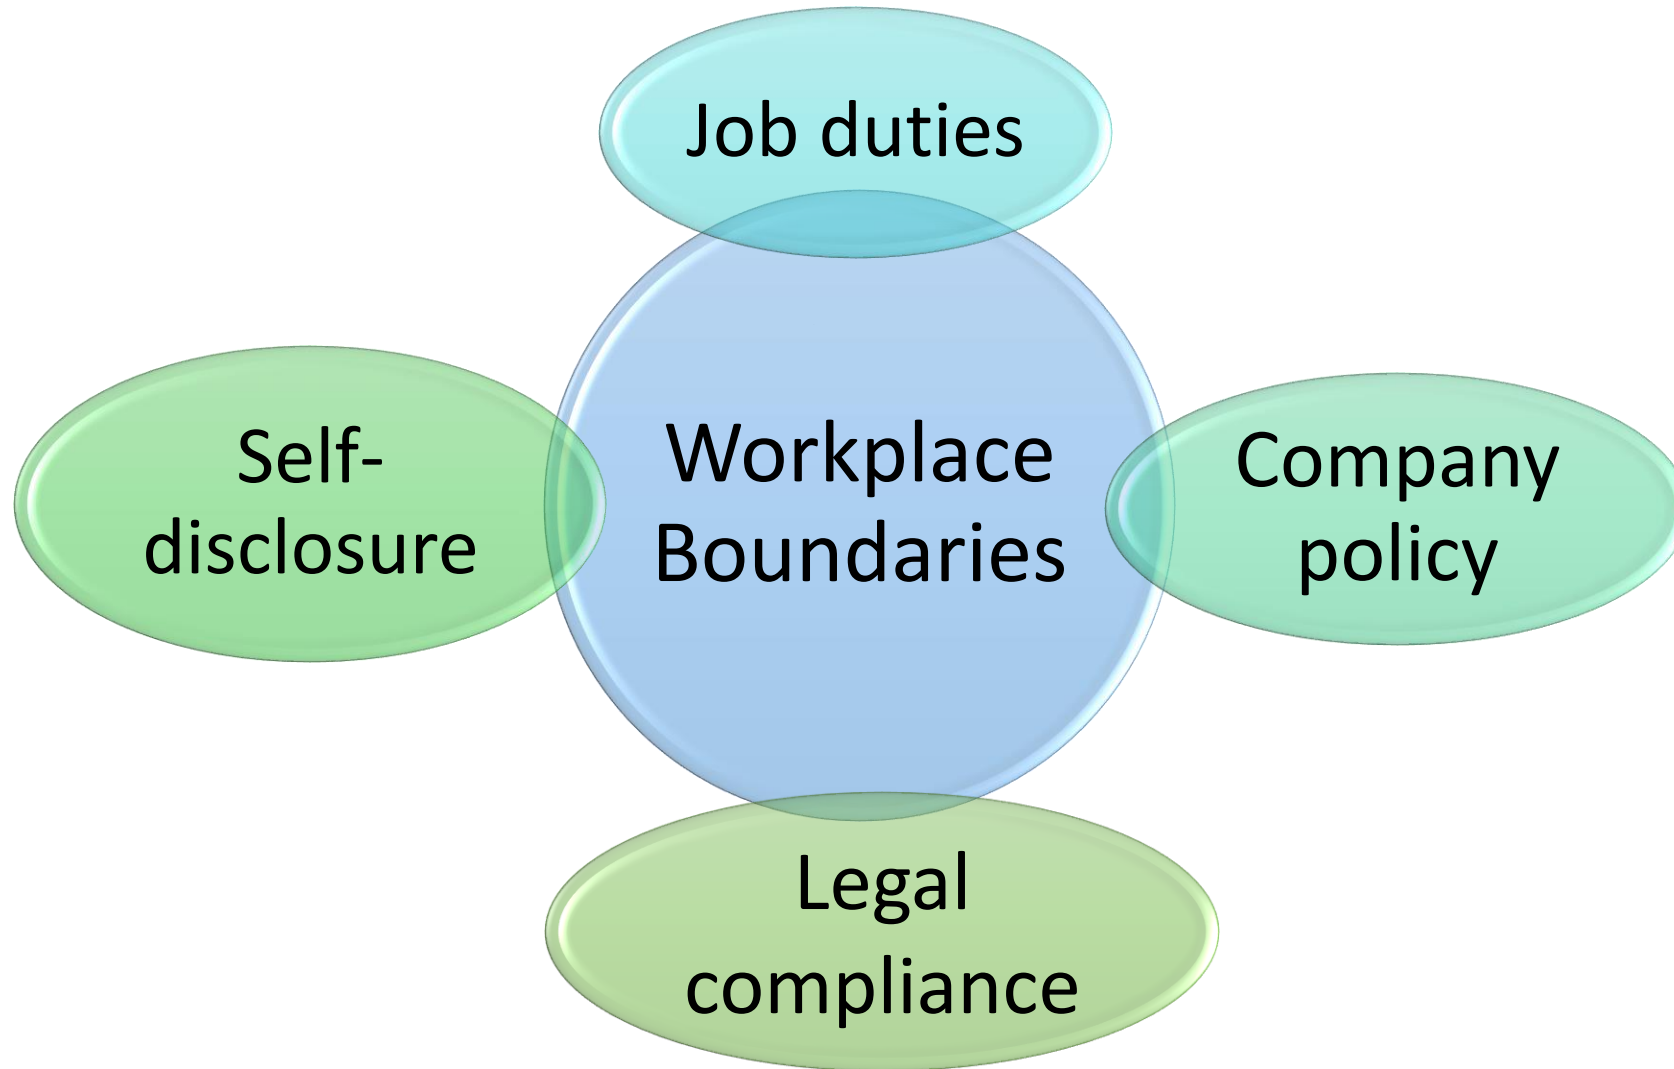 Job duties
Self-
disclosure
Workplace
Boundaries
Company
policy
Legal
compliance